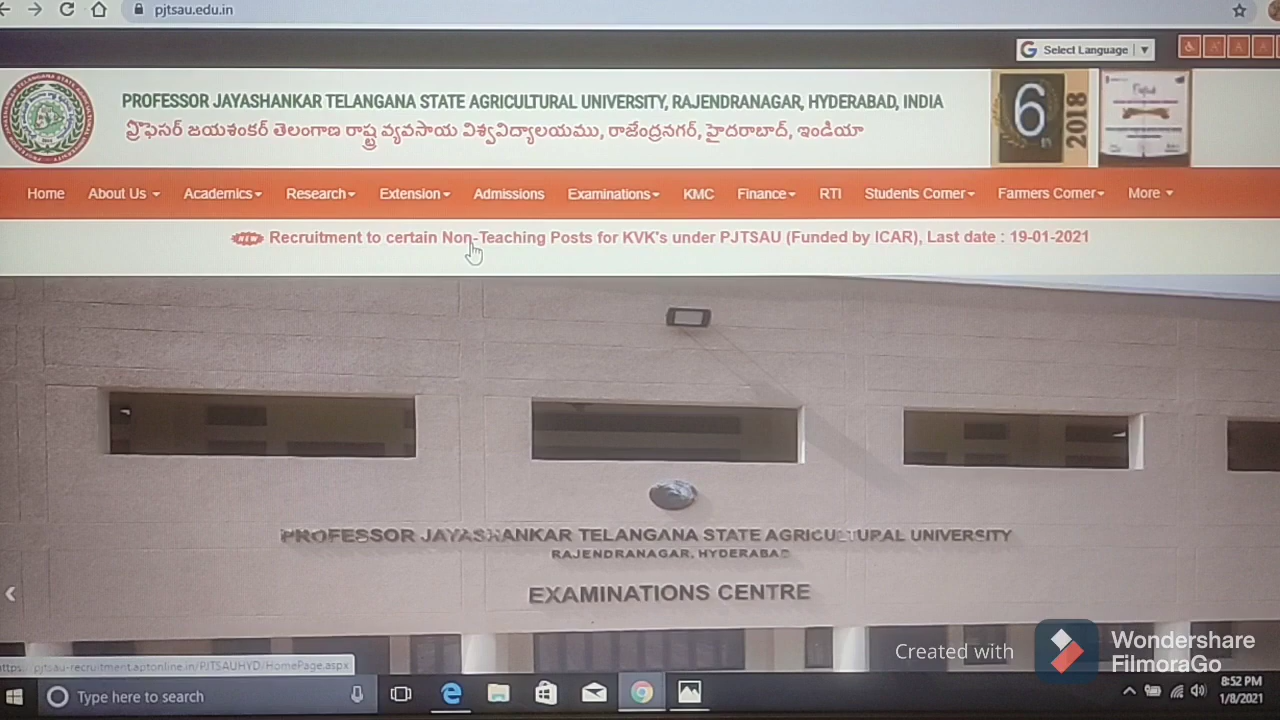 pjtsau.edu.in
Select Language
PROFESSOR JAYASHANKAR TELANGANA STATE AGRICULTURAL UNIVERSITY, RAJENDRANAGAR, HYDERABAD, INDIA
ప్రొఫెసర్ జయశంకర్ తెలంగాణ రాష్ట్ర వ్యవసాయ విశ్వవిద్యాలయము, రాజేంద్రనగర్, హైదరాబాద్, ఇండియా
6th 2018
Home About Us Academics Research Extension Admissions Examinations KMC Finance RTI Students Corner Farmers Corner More
NEW Recruitment to certain Non-Teaching Posts for KVK's under PJTSAU (Funded by ICAR), Last date : 19-01-2021
PROFESSOR JAYASHANKAR TELANGANA STATE AGRICULTURAL UNIVERSITY
RAJENDRANAGAR, HYDERABAD
EXAMINATIONS CENTRE
Created with Wondershare
FilmoraGo
https://pjtsau-recruitment.aptonline.in/PJTSAUHYD/HomePage.aspx
Type here to search
8:52 PM
1/8/2021